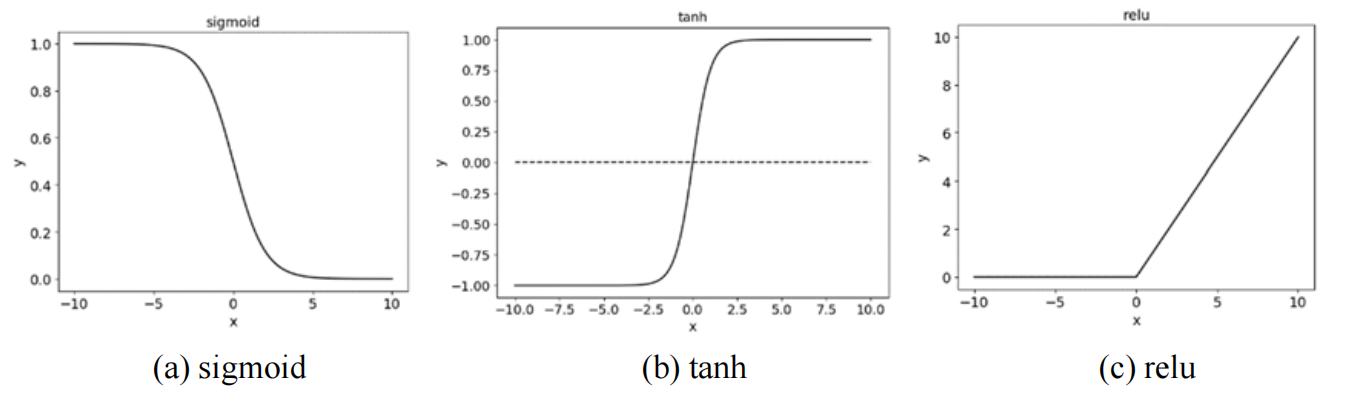 sigmoid
1.0
0.8
0.6
0.4
0.2
0.0
y
−10 −5 0 5 10
x
(a) sigmoid
tanh
1.00
0.75
0.50
0.25
0.00
−0.25
−0.50
−0.75
−1.00
y
−10.0 −7.5 −5.0 −2.5 0.0 2.5 5.0 7.5 10.0
x
(b) tanh
relu
10
8
6
4
2
0
y
−10 −5 0 5 10
x
(c) relu